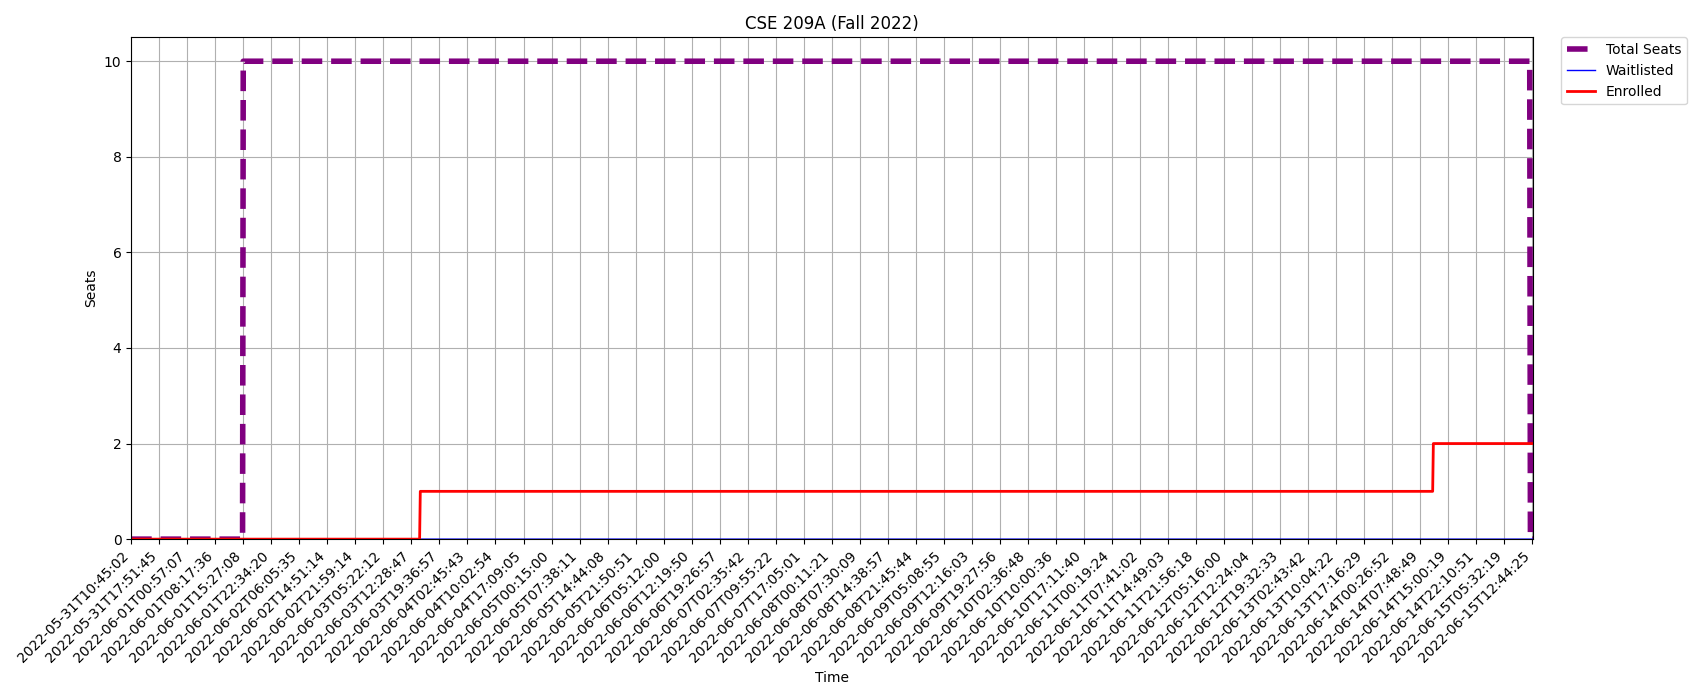 CSE 209A (Fall 2022)
Total Seats
Waitlisted
Enrolled
Seats
10
8
6
4
2
0
2022-05-31T10:45:02
2022-05-31T17:51:45
2022-06-01T00:57:07
2022-06-01T08:17:36
2022-06-01T15:27:08
2022-06-01T22:34:20
2022-06-02T06:05:35
2022-06-02T14:51:14
2022-06-02T21:59:14
2022-06-03T05:22:12
2022-06-03T12:28:47
2022-06-03T19:36:57
2022-06-04T02:45:43
2022-06-04T10:02:54
2022-06-04T17:09:05
2022-06-05T00:15:00
2022-06-05T07:38:11
2022-06-05T14:44:08
2022-06-05T21:50:51
2022-06-06T05:12:00
2022-06-06T12:19:50
2022-06-06T19:26:57
2022-06-07T02:35:42
2022-06-07T09:55:22
2022-06-07T17:05:01
2022-06-08T00:11:21
2022-06-08T07:30:09
2022-06-08T14:38:57
2022-06-08T21:45:44
2022-06-09T05:08:55
2022-06-09T12:16:03
2022-06-09T19:27:56
2022-06-10T02:36:48
2022-06-10T10:00:36
2022-06-10T17:11:40
2022-06-11T00:19:24
2022-06-11T07:41:02
2022-06-11T14:49:03
2022-06-11T21:56:18
2022-06-12T05:16:00
2022-06-12T12:24:04
2022-06-12T19:32:33
2022-06-13T02:43:42
2022-06-13T10:04:22
2022-06-13T17:16:29
2022-06-14T00:26:52
2022-06-14T07:48:49
2022-06-14T15:00:19
2022-06-14T22:10:51
2022-06-15T05:32:19
2022-06-15T12:44:25
Time